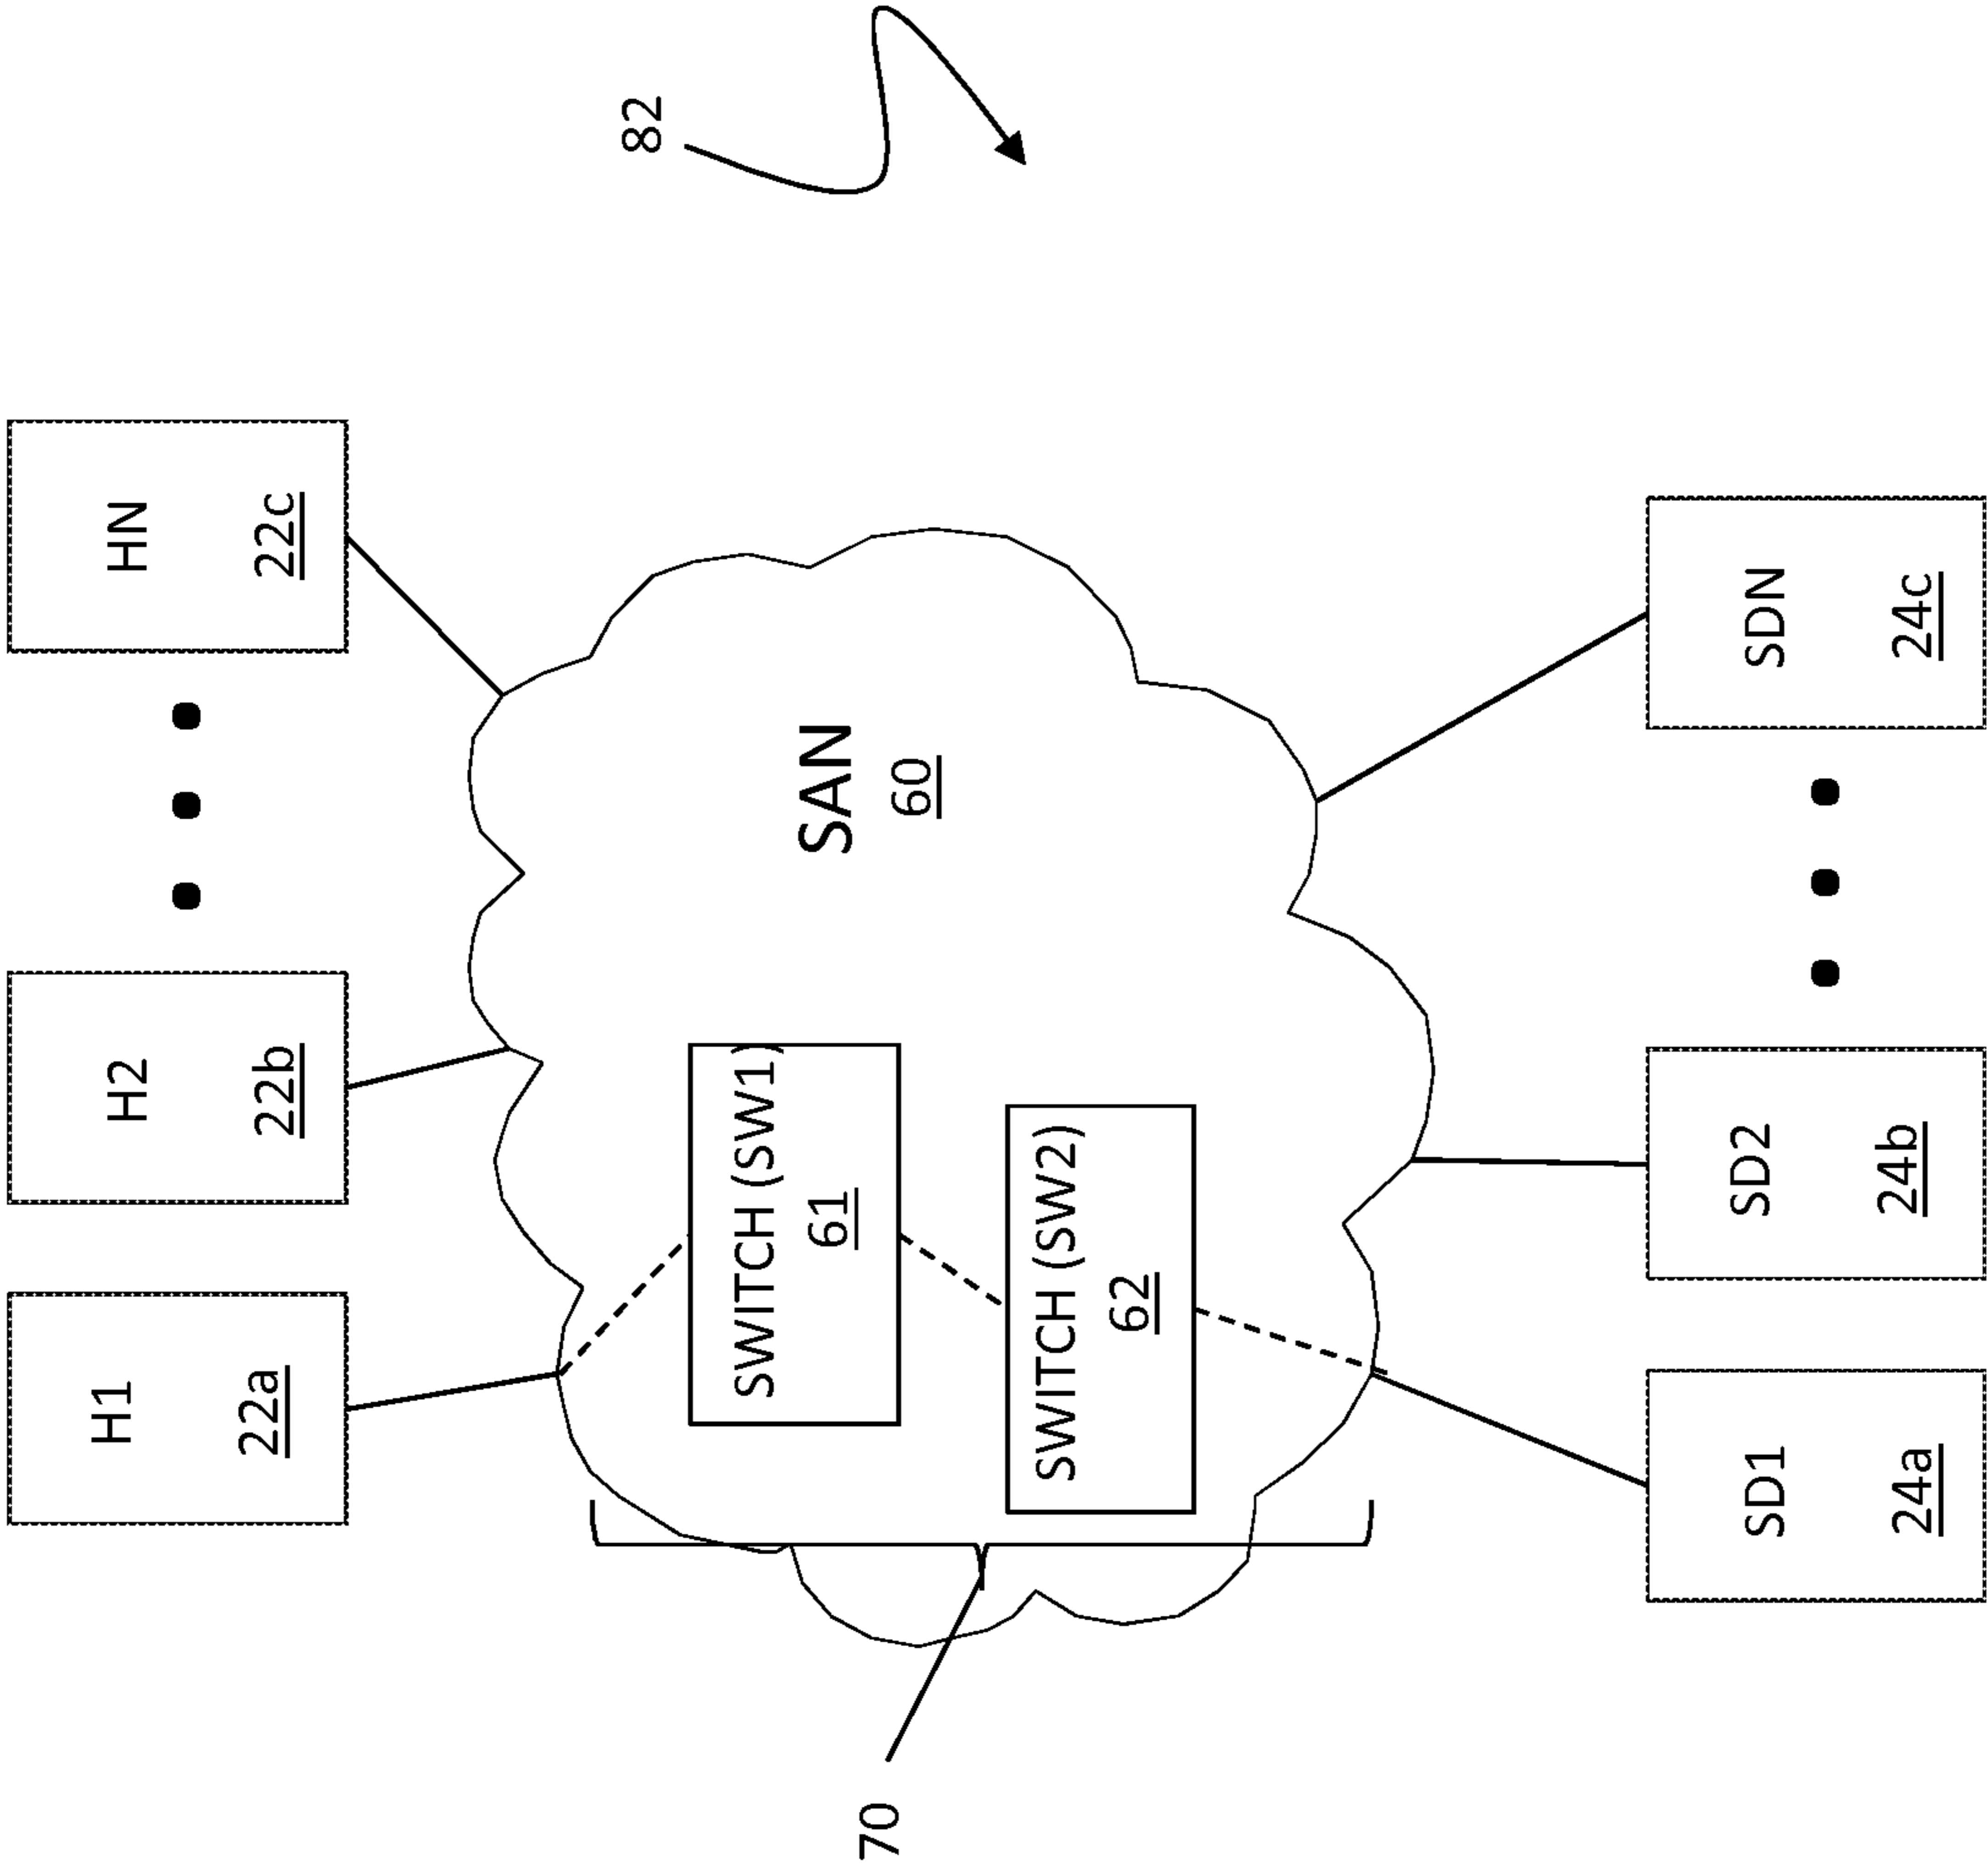 H1
22a
H2
22b
HN
22c
82
SAN
60
SWITCH (SW1)
61
SWITCH (SW2)
62
70
SD1
24a
SD2
24b
SDN
24c